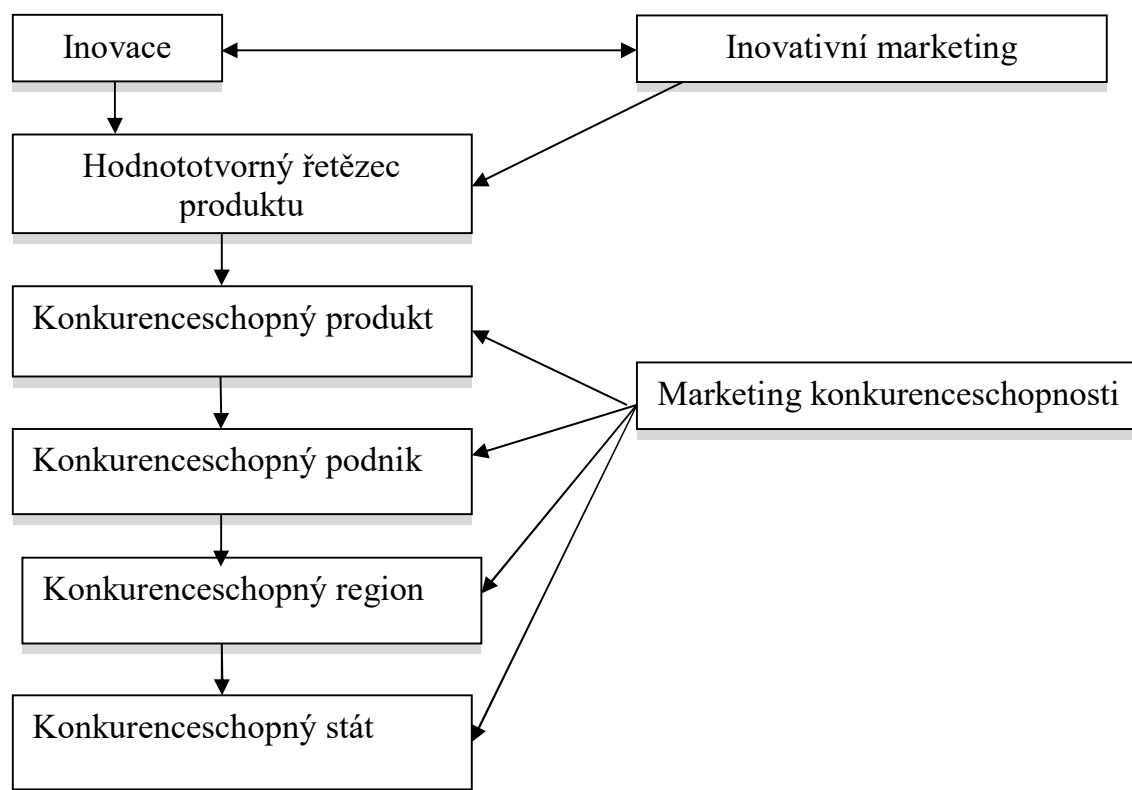 Inovace
Inovativní marketing
Hodnototvorný řetězec
produktu
Konkurenceschopný produkt
Marketing konkurenceschopnosti
Konkurenceschopný podnik
Konkurenceschopný region
Konkurenceschopný stát